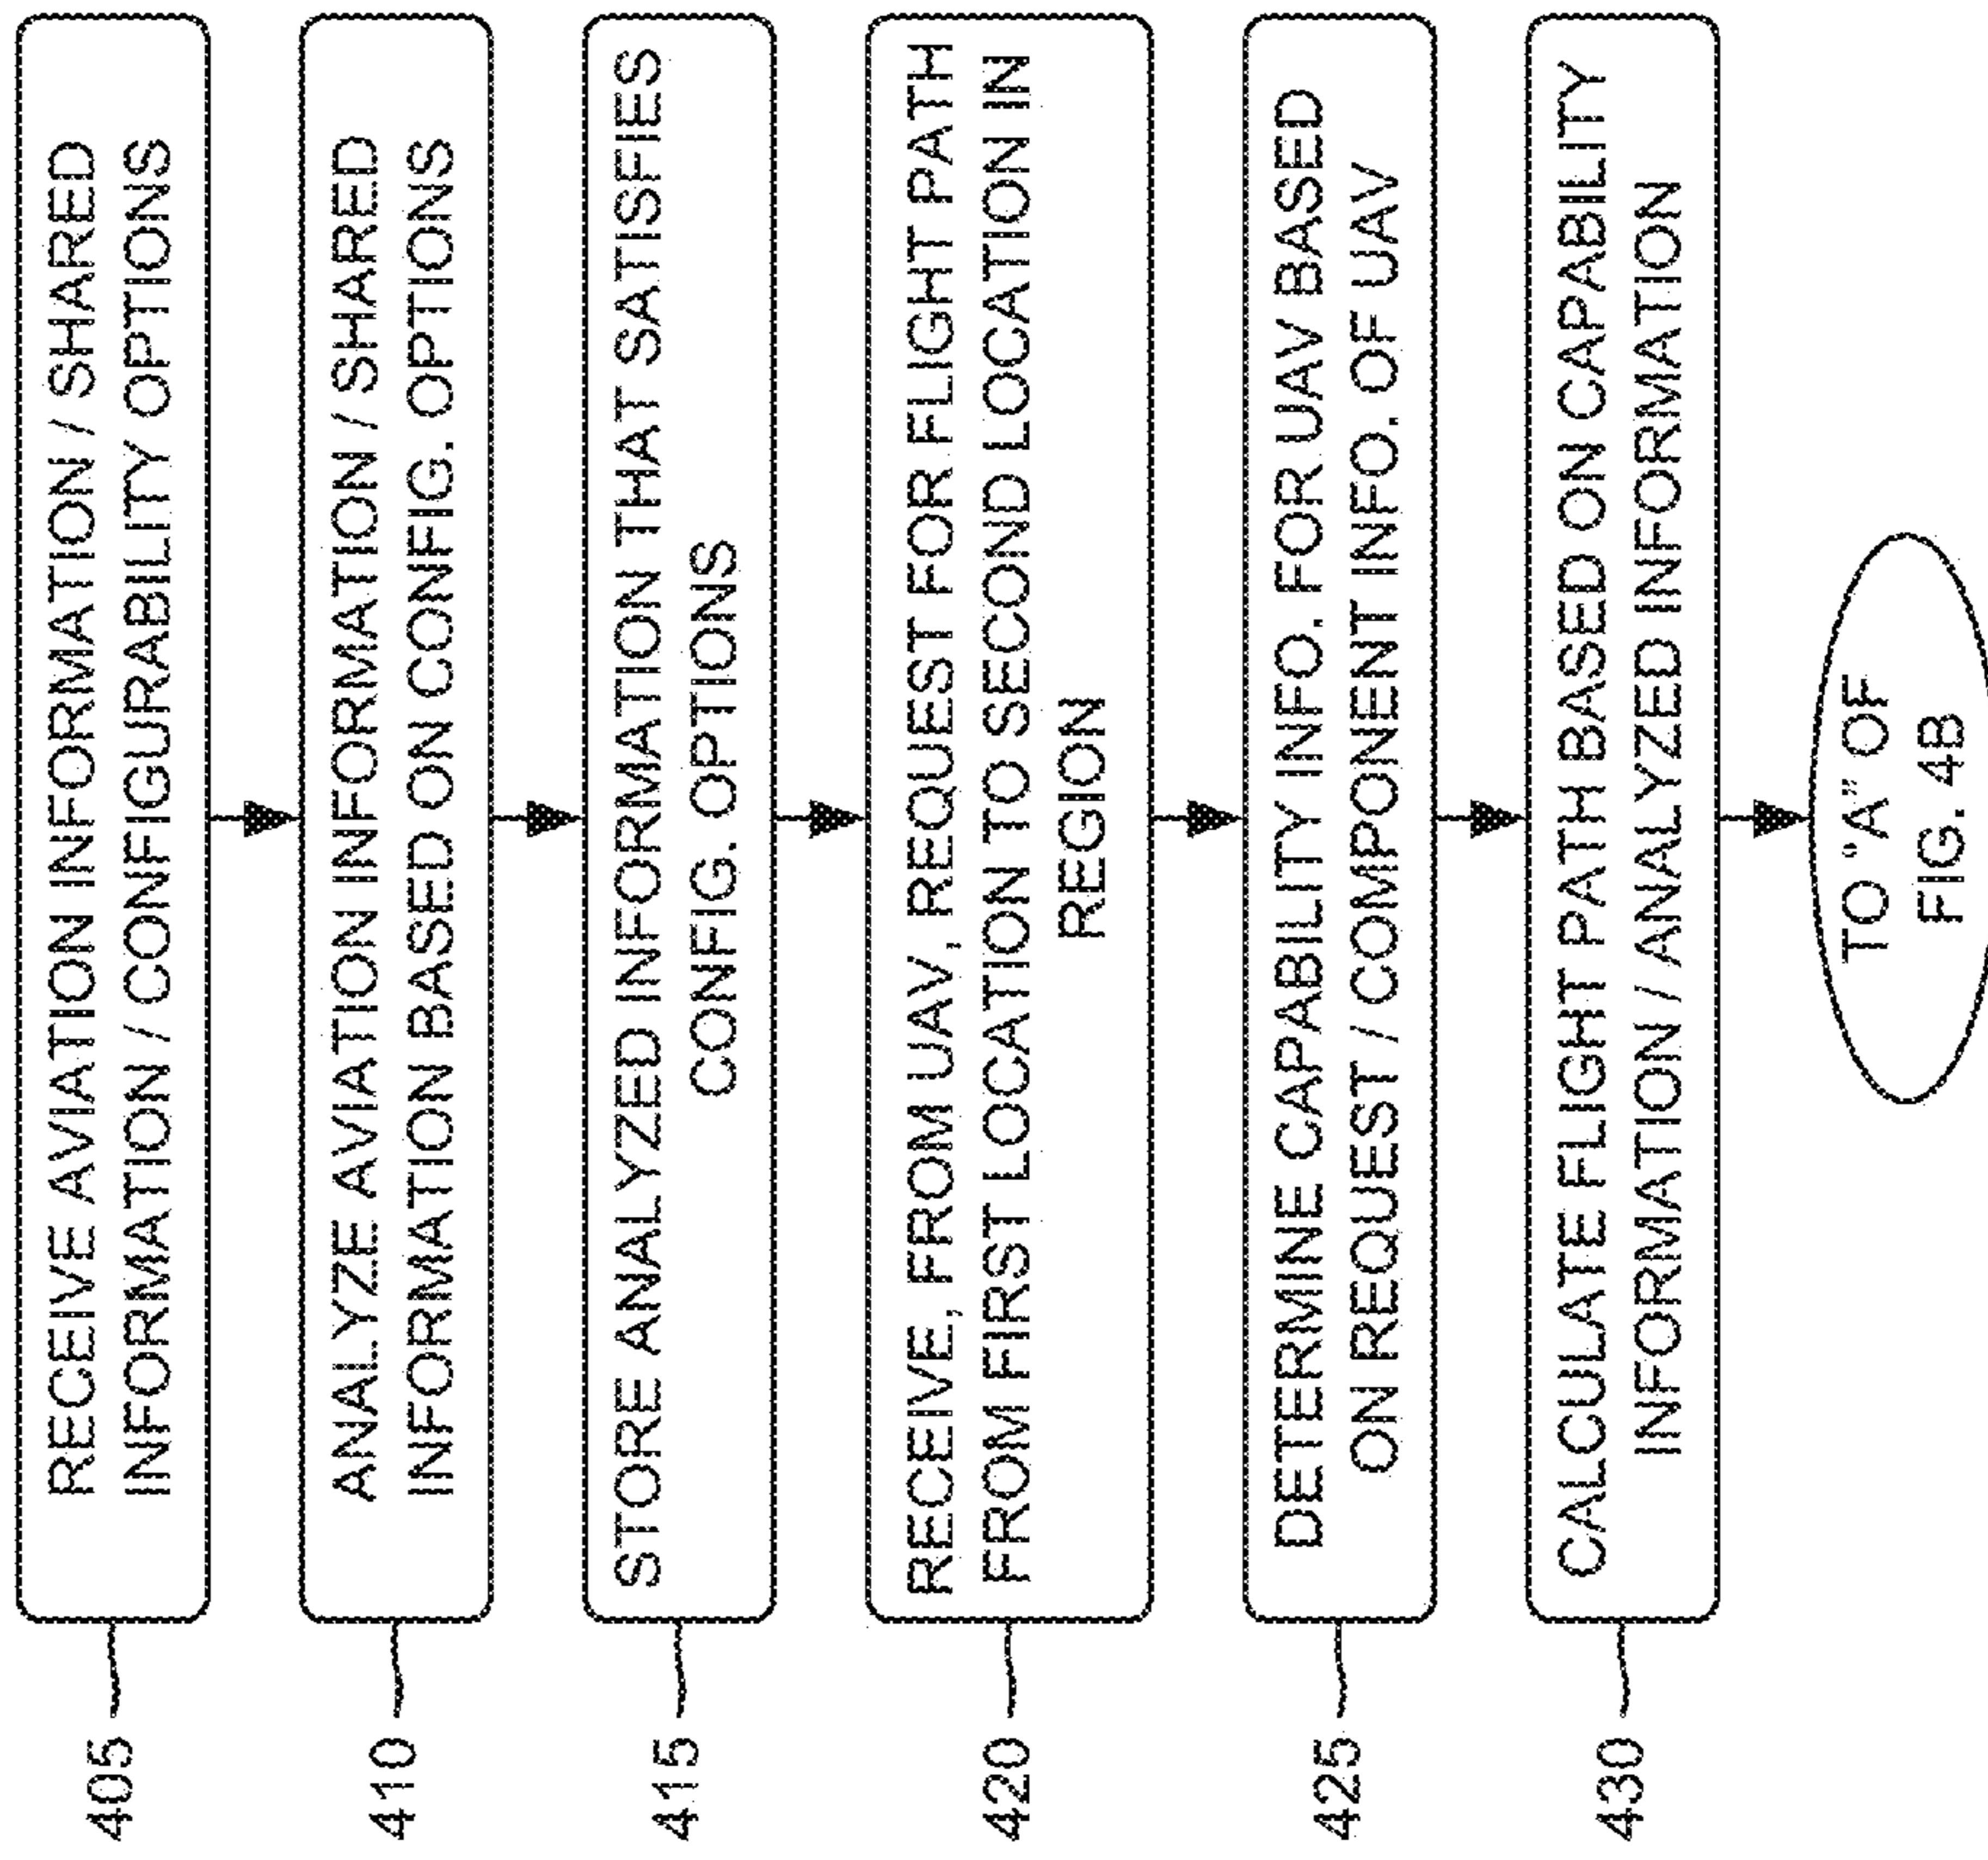 405
RECEIVE AVIATION INFORMATION / SHARED
INFORMATION / CONFIGURABILITY OPTIONS
410
ANALYZE AVIATION INFORMATION / SHARED
INFORMATION BASED ON CONFIG. OPTIONS
415
STORE ANALYZED INFORMATION THAT SATISFIES
CONFIG. OPTIONS
420
RECEIVE, FROM UAV, REQUEST FOR FLIGHT PATH
FROM FIRST LOCATION TO SECOND LOCATION IN
REGION
425
DETERMINE CAPABILITY INFO. FOR UAV BASED
ON REQUEST / COMPONENT INFO. OF UAV
430
CALCULATE FLIGHT PATH BASED ON CAPABILITY
INFORMATION / ANALYZED INFORMATION
TO "A" OF
FIG. 4B